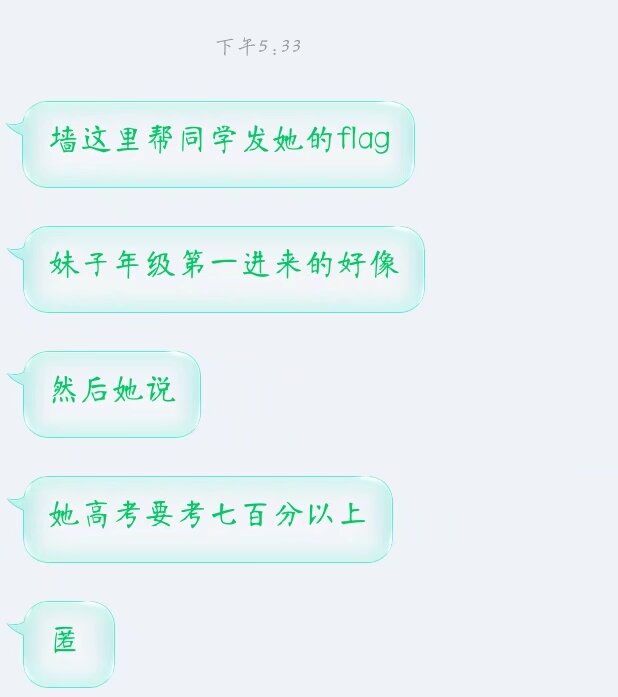 下午5:33
墙这里帮同学发她的flag
妹子年级第一进来的好像
然后她说
她高考要考七百分以上
匿